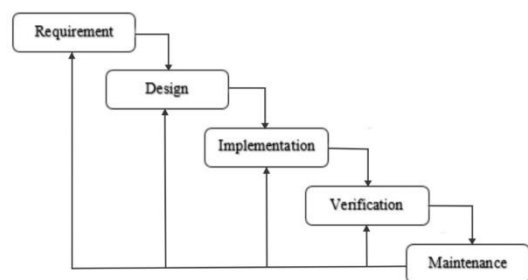 Requirement
Design
Implementation
Verification
Maintenance